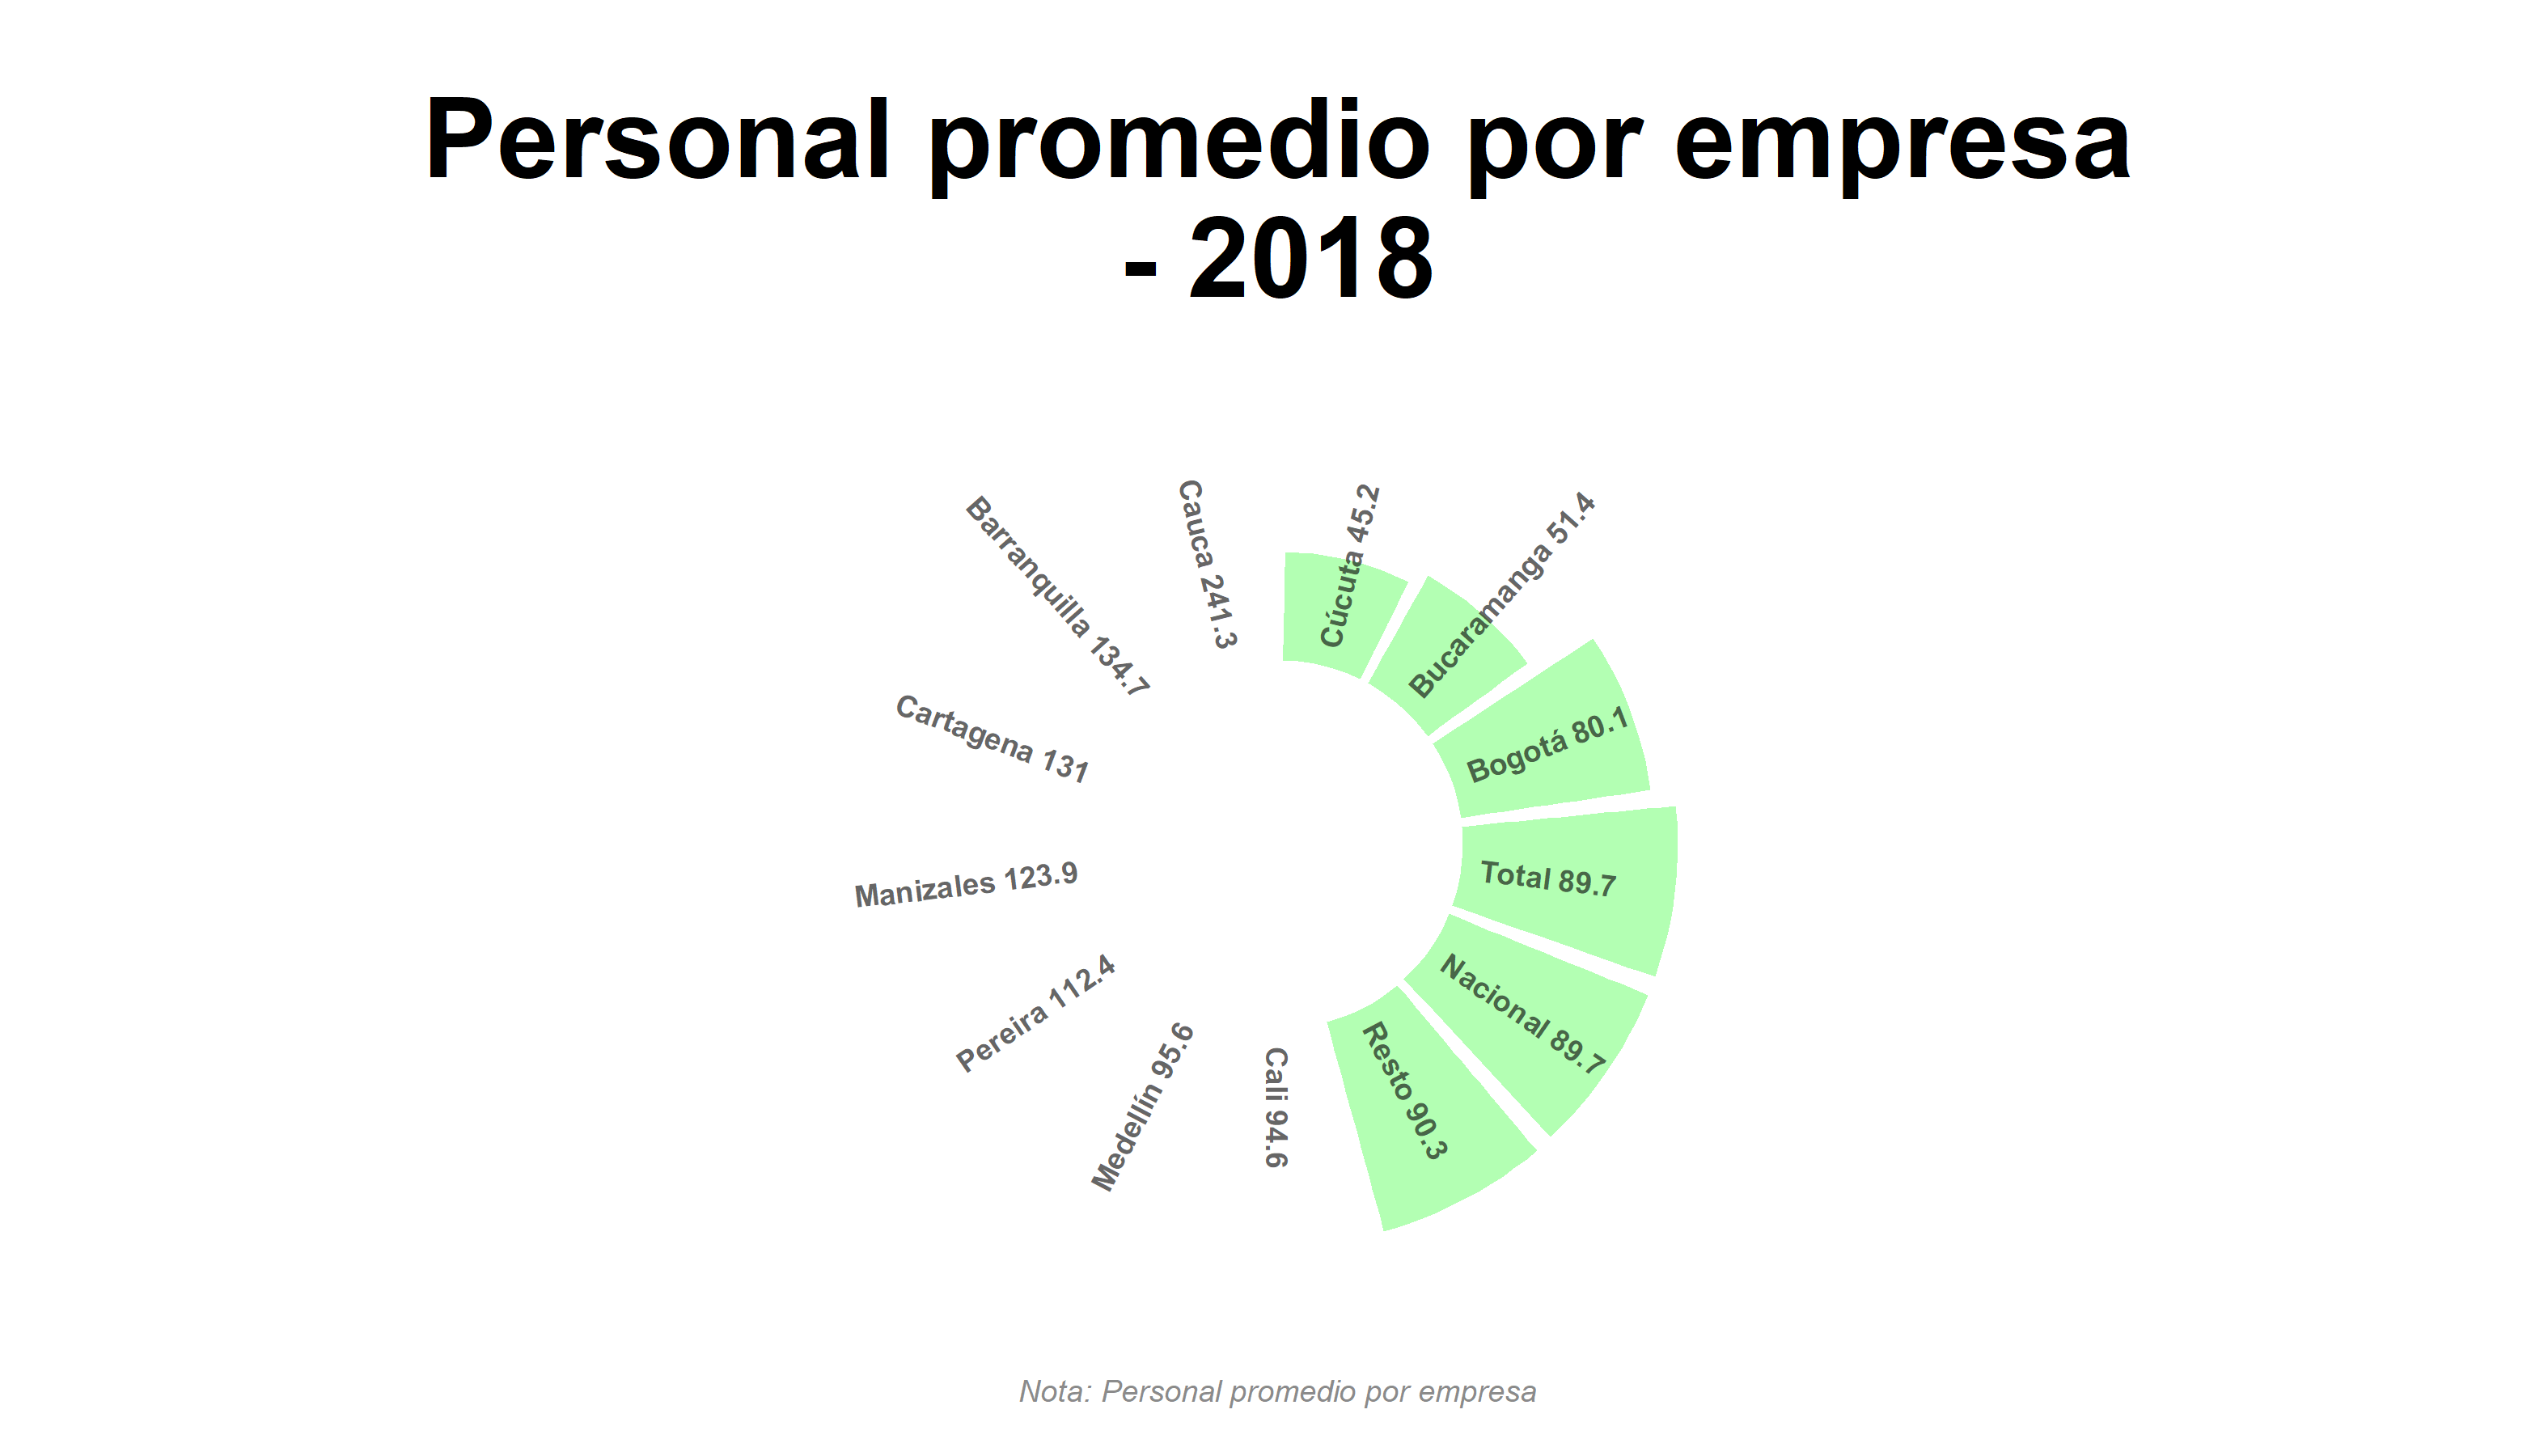 Personal promedio por empresa
- 2018
Cúcuta 45.2
Bucaramanga 51.4
Bogotá 80.1
Total 89.7
Nacional 89.7
Resto 90.3
Cali 94.6
Medellín 95.6
Pereira 112.4
Manizales 123.9
Cartagena 131
Barranquilla 134.7
Cauca 241.3
Nota: Personal promedio por empresa